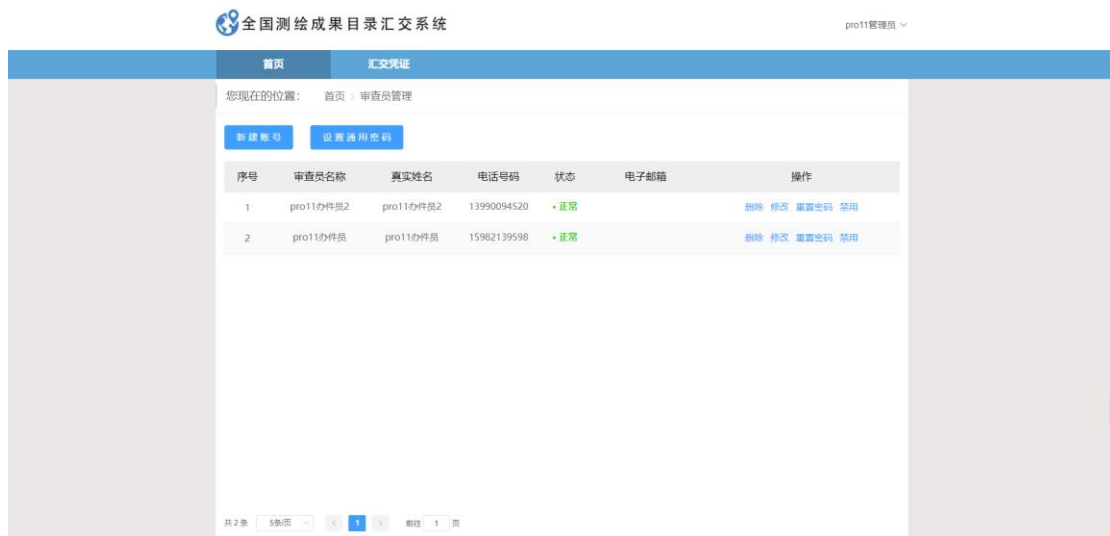 全国测绘成果目录汇交系统
pro11管理员
首页 汇交凭证
您现在的位置： 首页 > 审查员管理
新建账号 设置通用密码
序号 审查员名称 真实姓名 电话号码 状态 电子邮箱 操作
1 pro11办件员2 pro11办件员2 13990094520 • 正常 删除 修改 重置密码 禁用
2 pro11办件员 pro11办件员 15982139598 • 正常 删除 修改 重置密码 禁用
共 2 条 5条/页 < 1 > 前往 1 页